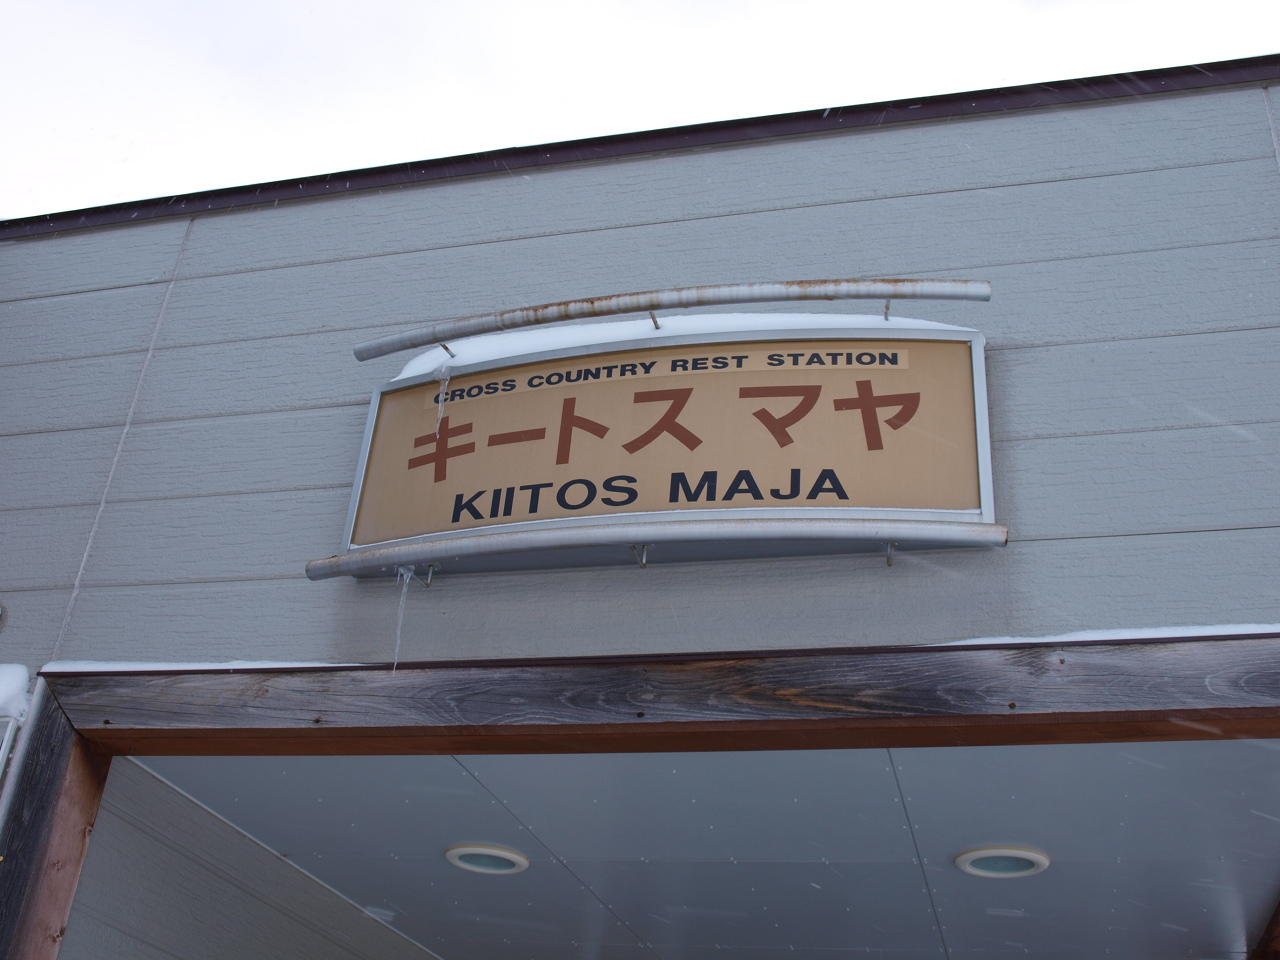 CROSS COUNTRY REST STATION
キートス マヤ
KIITOS MAJA